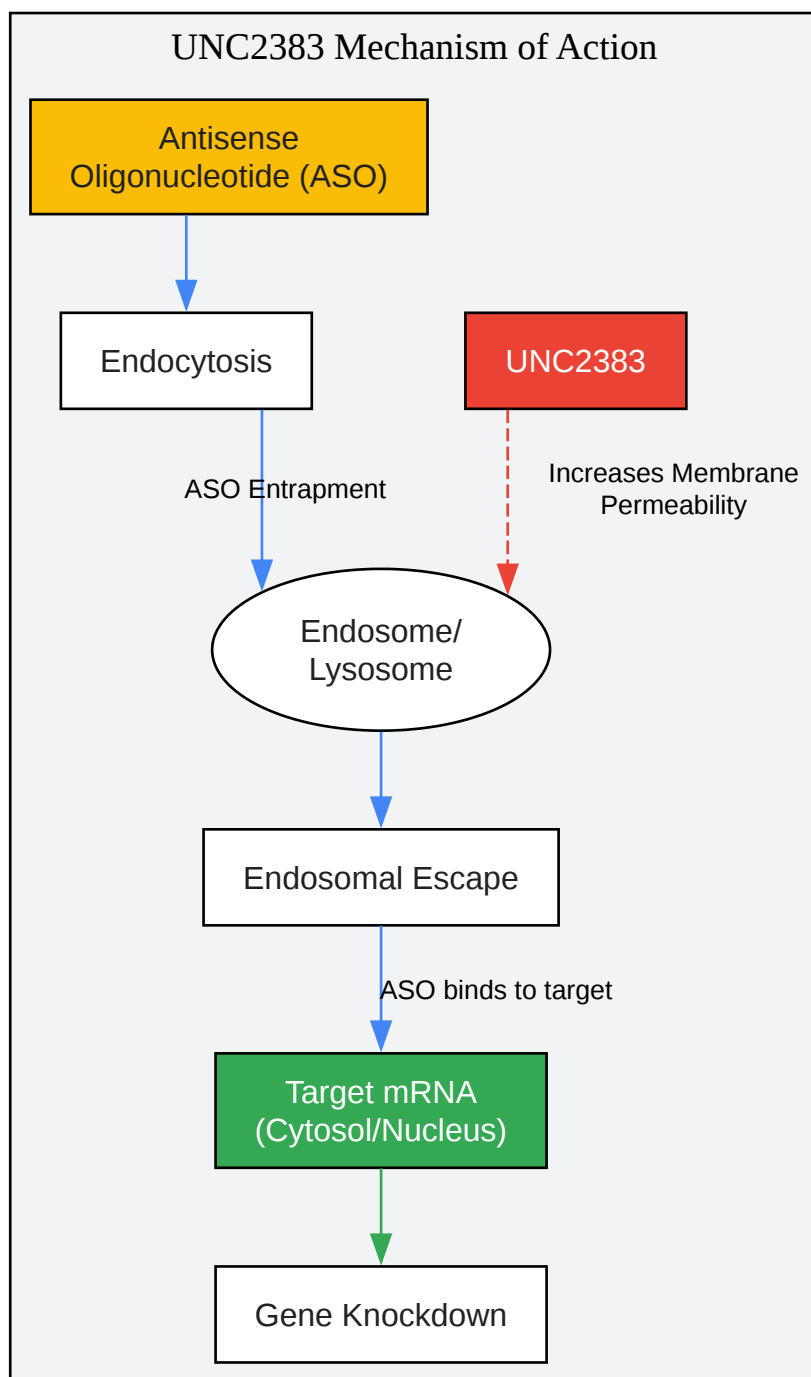 UNC2383 Mechanism of Action
Antisense
Oligonucleotide (ASO)
Endocytosis
UNC2383
ASO Entrapment
Increases Membrane
Permeability
Endosome/
Lysosome
Endosomal Escape
ASO binds to target
Target mRNA
(Cytosol/Nucleus)
Gene Knockdown